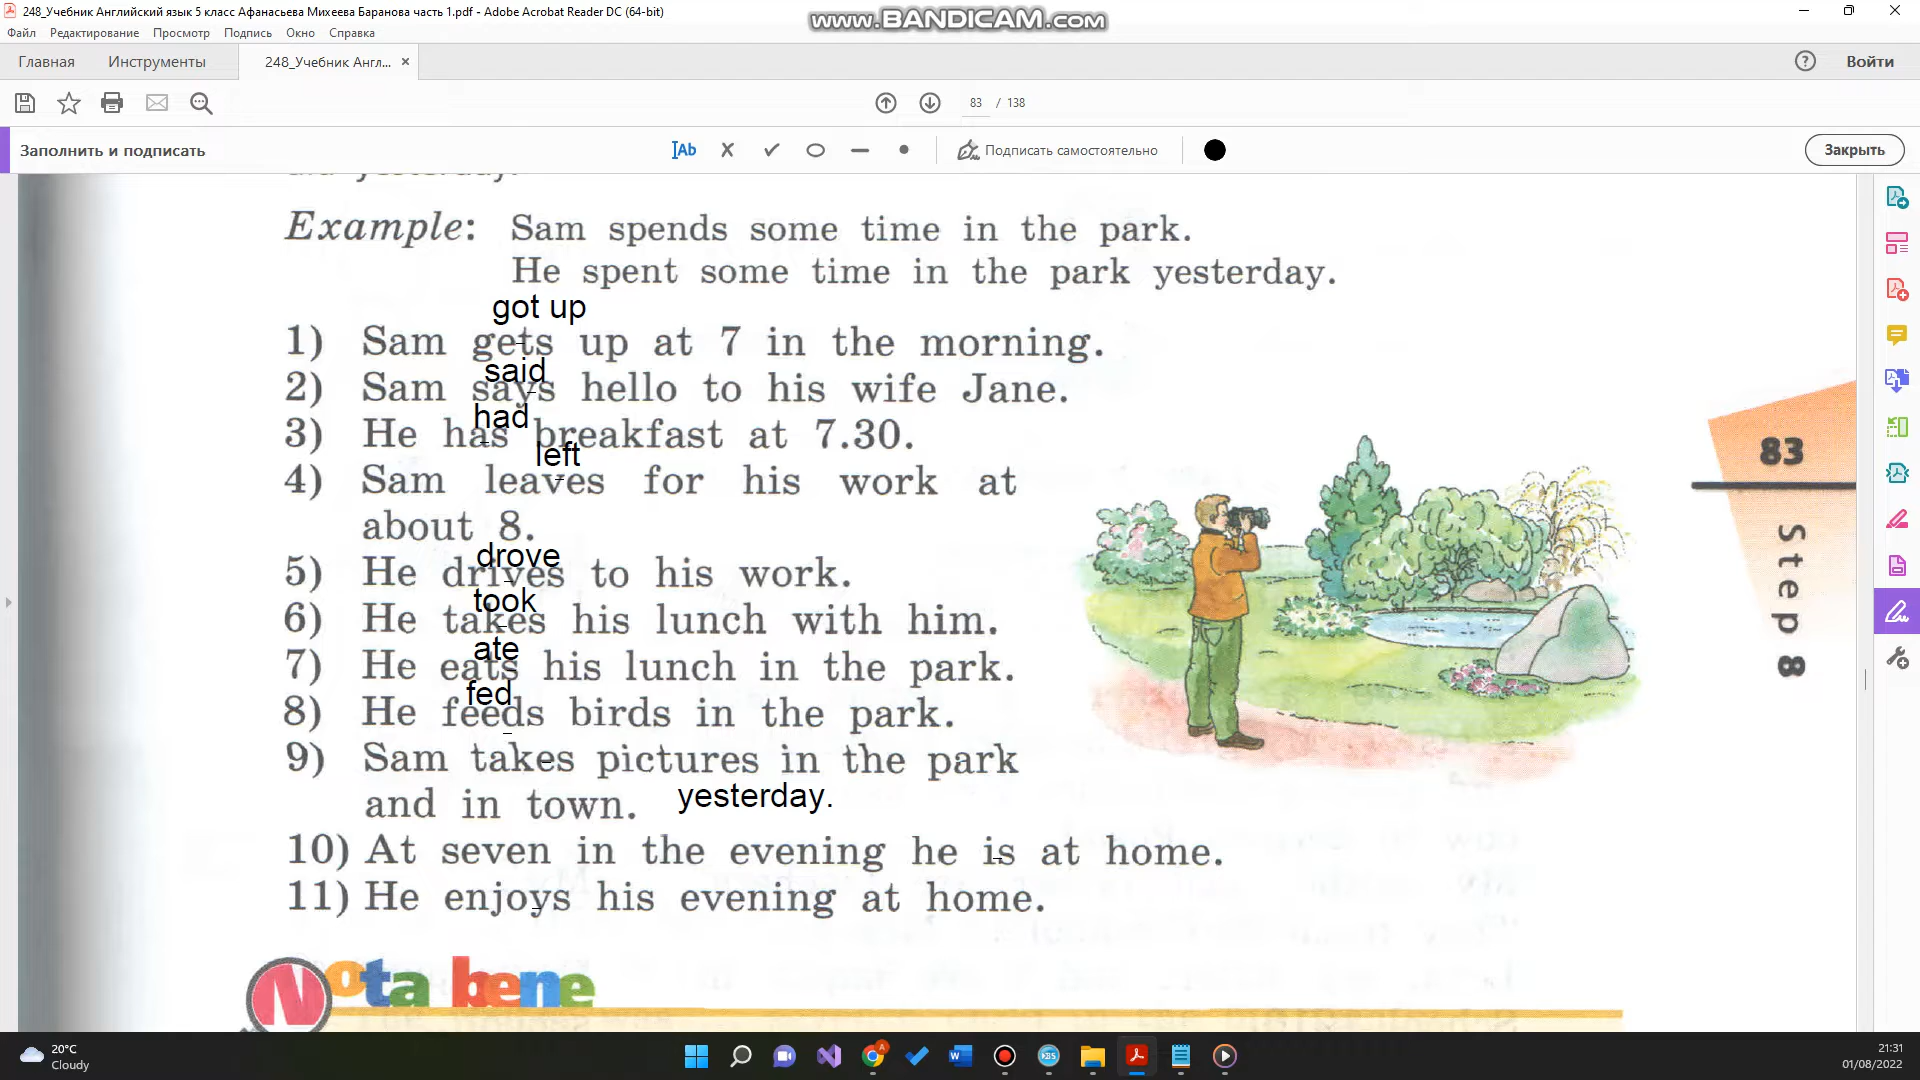 248_Учебник Английский язык 5 класс Афанасьева Михеева Баранова часть 1.pdf - Adobe Acrobat Reader DC (64-bit)
www.BANDICAM.com
Файл Редактирование Просмотр Подпись Окно Справка
Главная Инструменты 248_Учебник Англ... × Войти
83 / 138
Заполнить и подписать Ab Подписать самостоятельно Закрыть
Example: Sam spends some time in the park.
He spent some time in the park yesterday.
got up
1) Sam gets up at 7 in the morning.
said
2) Sam says hello to his wife Jane.
had
3) He has breakfast at 7.30.
left
4) Sam leaves for his work at
about 8.
drove
5) He drives to his work.
took
6) He takes his lunch with him.
ate
7) He eats his lunch in the park.
fed
8) He feeds birds in the park.
9) Sam takes pictures in the park
and in town. yesterday.
10) At seven in the evening he is at home.
11) He enjoys his evening at home.
83
Step 8
Nota bene
20°C
Cloudy
21:31
01/08/2022